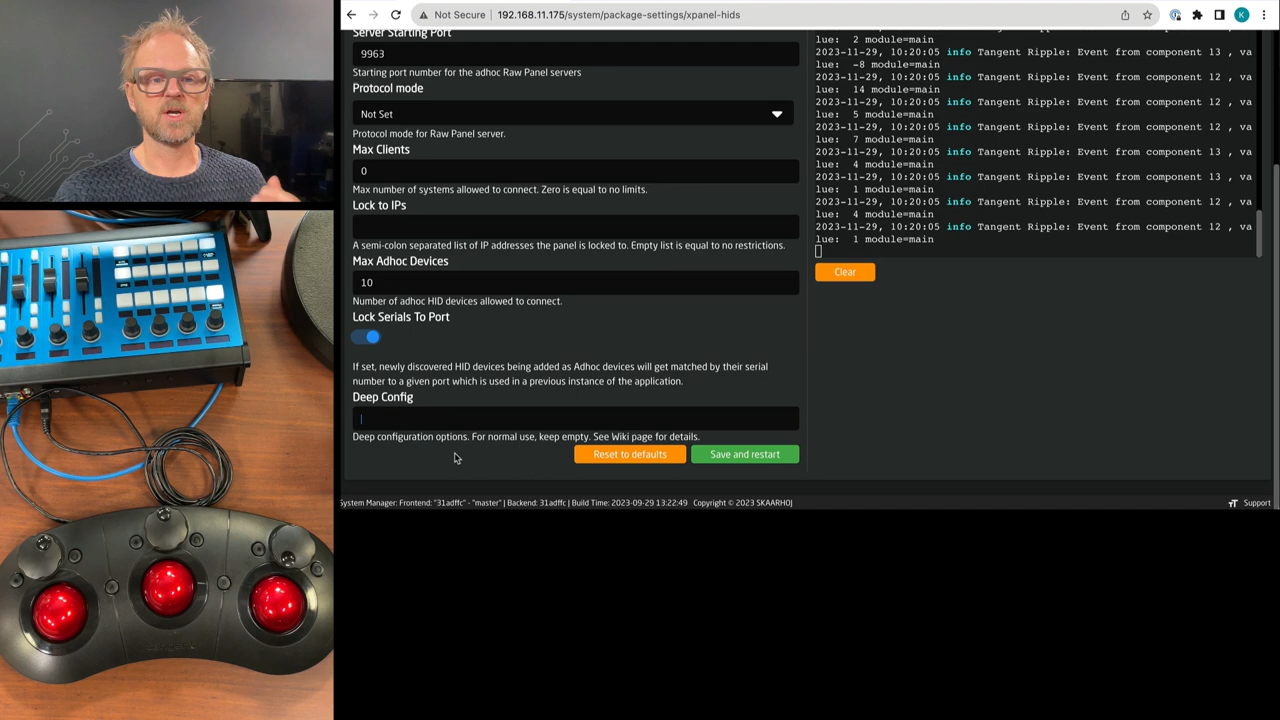 Not Secure | 192.168.11.175/system/package-settings/xpanel-hids
K
Server Starting Port
9963
Starting port number for the adhoc Raw Panel servers
Protocol mode
Not Set
Protocol mode for Raw Panel server.
Max Clients
0
Max number of systems allowed to connect. Zero is equal to no limits.
Lock to IPs
A semi-colon separated list of IP addresses the panel is locked to. Empty list is equal to no restrictions.
Max Adhoc Devices
10
Number of adhoc HID devices allowed to connect.
Lock Serials To Port
If set, newly discovered HID devices being added as Adhoc devices will get matched by their serial
number to a given port which is used in a previous instance of the application.
Deep Config
Deep configuration options. For normal use, keep empty. See Wiki page for details.
Reset to defaults
Save and restart
lue: 2 module=main
2023-11-29, 10:20:05 info Tangent Ripple: Event from component 13 , va
lue: -8 module=main
2023-11-29, 10:20:05 info Tangent Ripple: Event from component 12 , va
lue: 14 module=main
2023-11-29, 10:20:05 info Tangent Ripple: Event from component 12 , va
lue: 5 module=main
2023-11-29, 10:20:05 info Tangent Ripple: Event from component 12 , va
lue: 7 module=main
2023-11-29, 10:20:05 info Tangent Ripple: Event from component 13 , va
lue: 4 module=main
2023-11-29, 10:20:05 info Tangent Ripple: Event from component 13 , va
lue: 1 module=main
2023-11-29, 10:20:05 info Tangent Ripple: Event from component 12 , va
lue: 4 module=main
2023-11-29, 10:20:05 info Tangent Ripple: Event from component 12 , va
lue: 1 module=main
Clear
System Manager: Frontend: "31adffc" - "master" | Backend: 31adffc | Build Time: 2023-09-29 13:22:49 Copyright © 2023 SKAARHOJ
Support